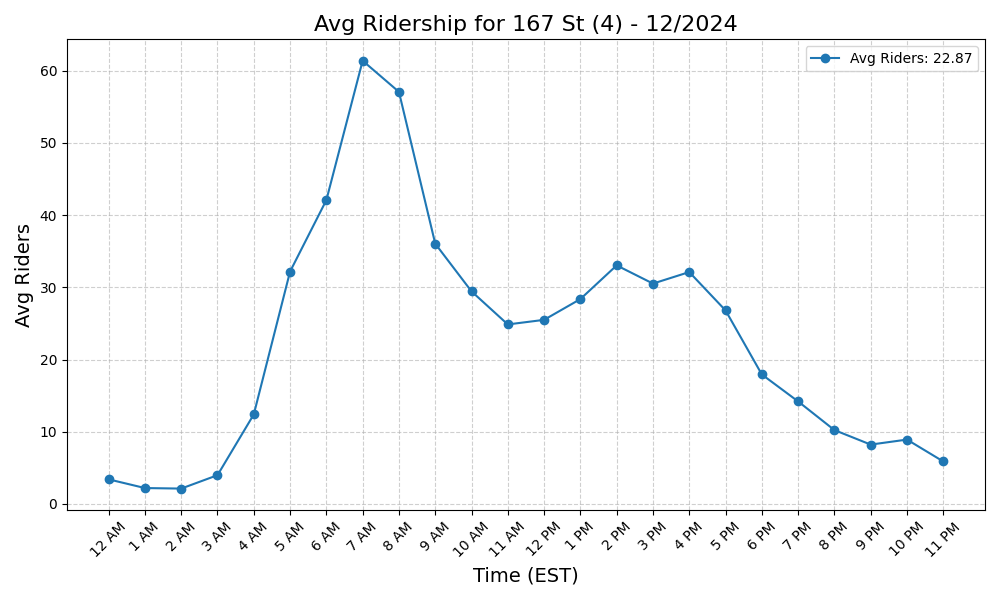 Avg Ridership for 167 St (4) - 12/2024
Avg Riders: 22.87
Avg Riders
60
50
40
30
20
10
0
12 AM
1 AM
2 AM
3 AM
4 AM
5 AM
6 AM
7 AM
8 AM
9 AM
10 AM
11 AM
12 PM
1 PM
2 PM
3 PM
4 PM
5 PM
6 PM
7 PM
8 PM
9 PM
10 PM
11 PM
Time (EST)